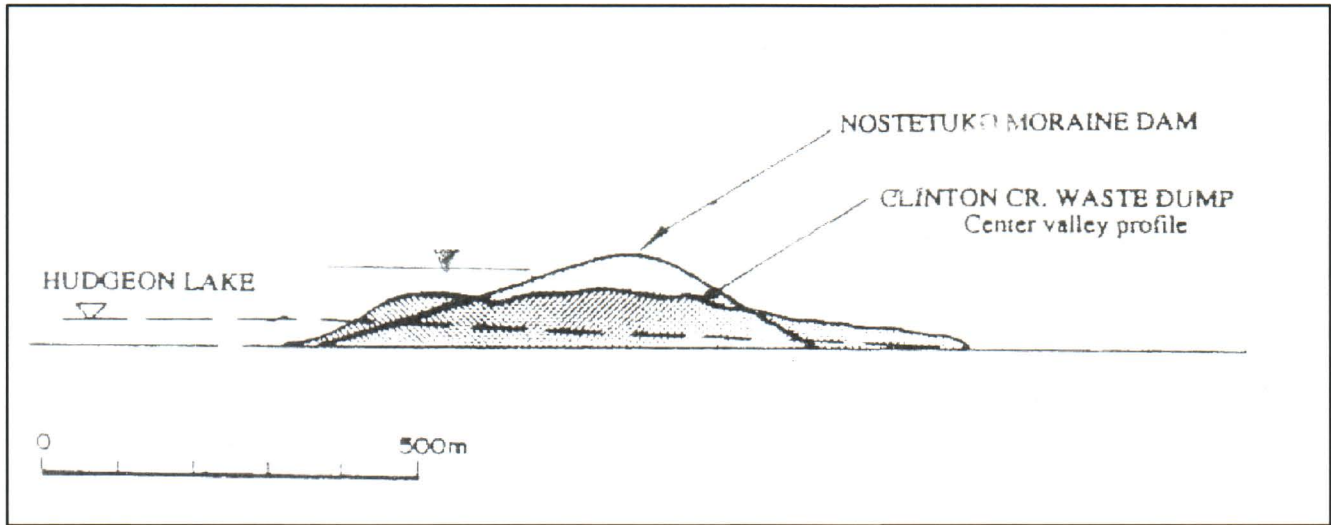 NOSTETUKO MORAINE DAM
CLINTON CR. WASTE DUMP
Center valley profile
HUDGEON LAKE
0 500m